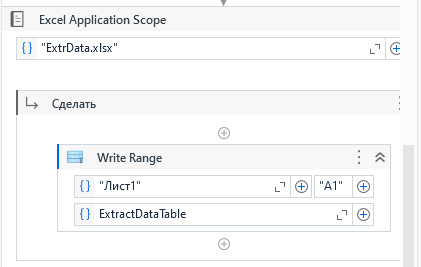 Excel Application Scope
{} "ExtrData.xlsx"
Сделать
Write Range
{} "Лист1" "A1"
{} ExtractDataTable